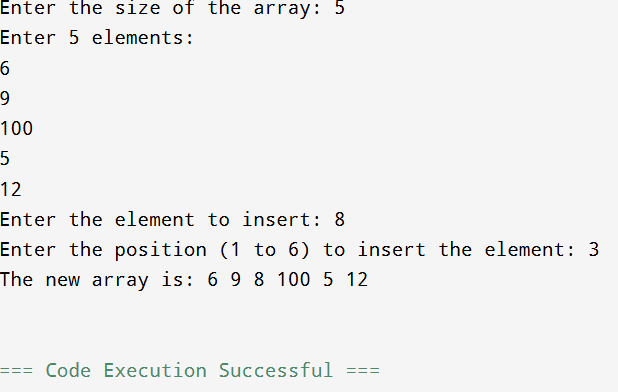 Enter the size of the array: 5
Enter 5 elements:
6
9
100
5
12
Enter the element to insert: 8
Enter the position (1 to 6) to insert the element: 3
The new array is: 6 9 8 100 5 12
=== Code Execution Successful ===